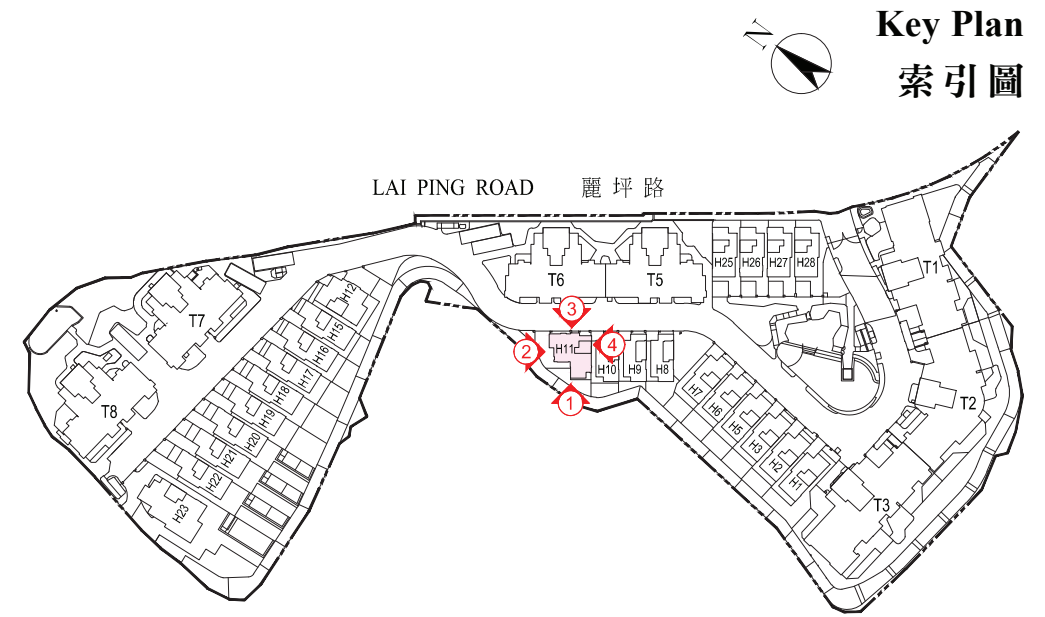 N
Key Plan
索引圖
LAI PING ROAD 麗坪路
T6
T5
H25
H26
H27
H28
T1
T7
H12
H15
H16
H17
H18
H19
H20
H21
H22
H23
T8
3
2
H11
4
H10
H9
H8
1
H7
H6
H5
H3
H2
H1
T2
T3